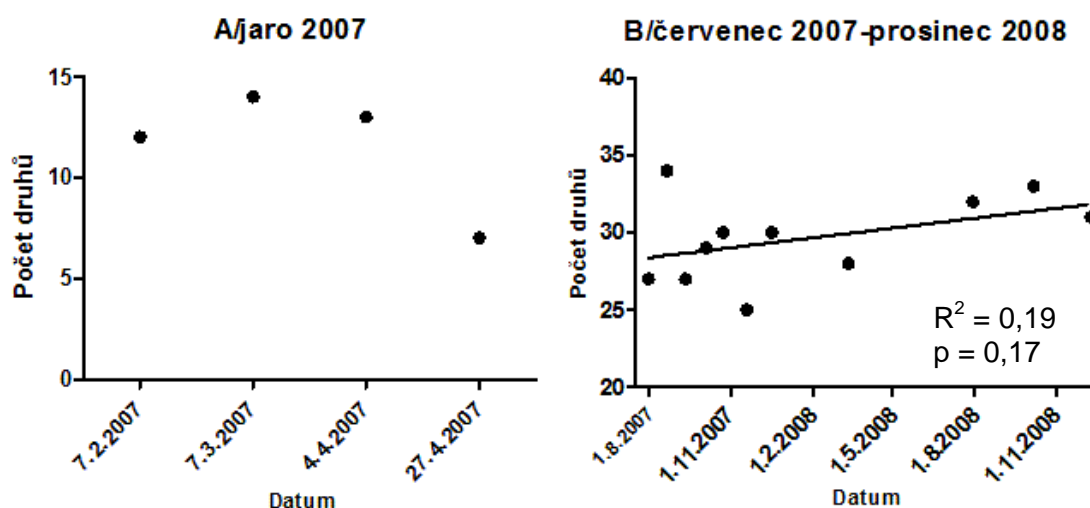 A/jaro 2007
15
10
5
0
Počet druhů
7.2.2007
7.3.2007
4.4.2007
27.4.2007
Datum
B/červenec 2007-prosinec 2008
40
35
30
25
20
Počet druhů
R² = 0,19
p = 0,17
1.8.2007
1.11.2007
1.2.2008
1.5.2008
1.8.2008
1.11.2008
Datum